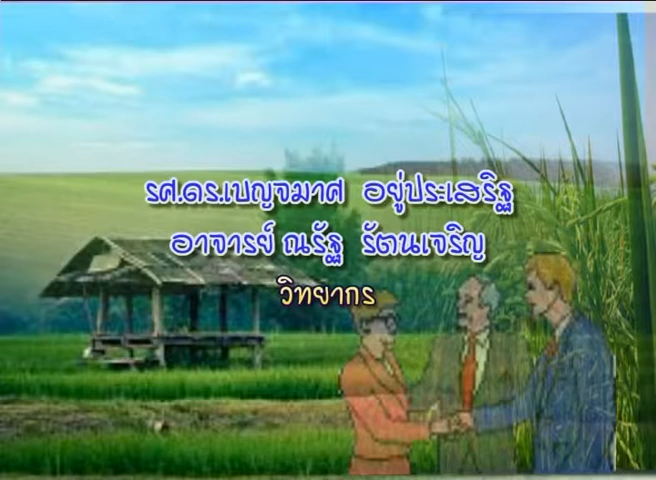 รศ.ดร.เบญจมาศ อยู่ประเสริฐ
อาจารย์ ณรัฐ รัตนเจริญ
วิทยากร